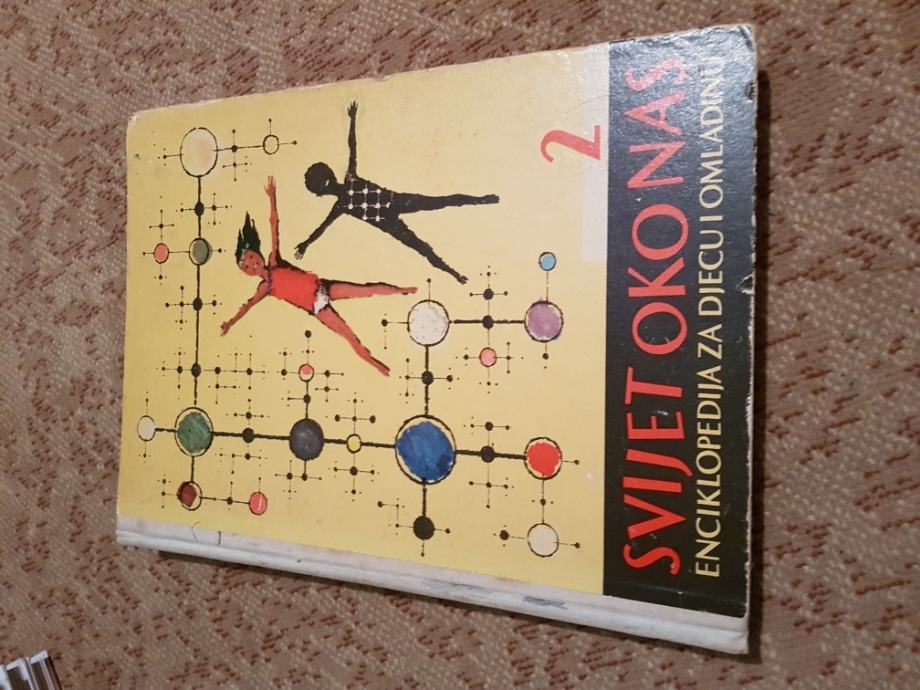 2
SVIJET OKO NAS
ENCIKLOPEDIJA ZA DJECU I OMLADINU